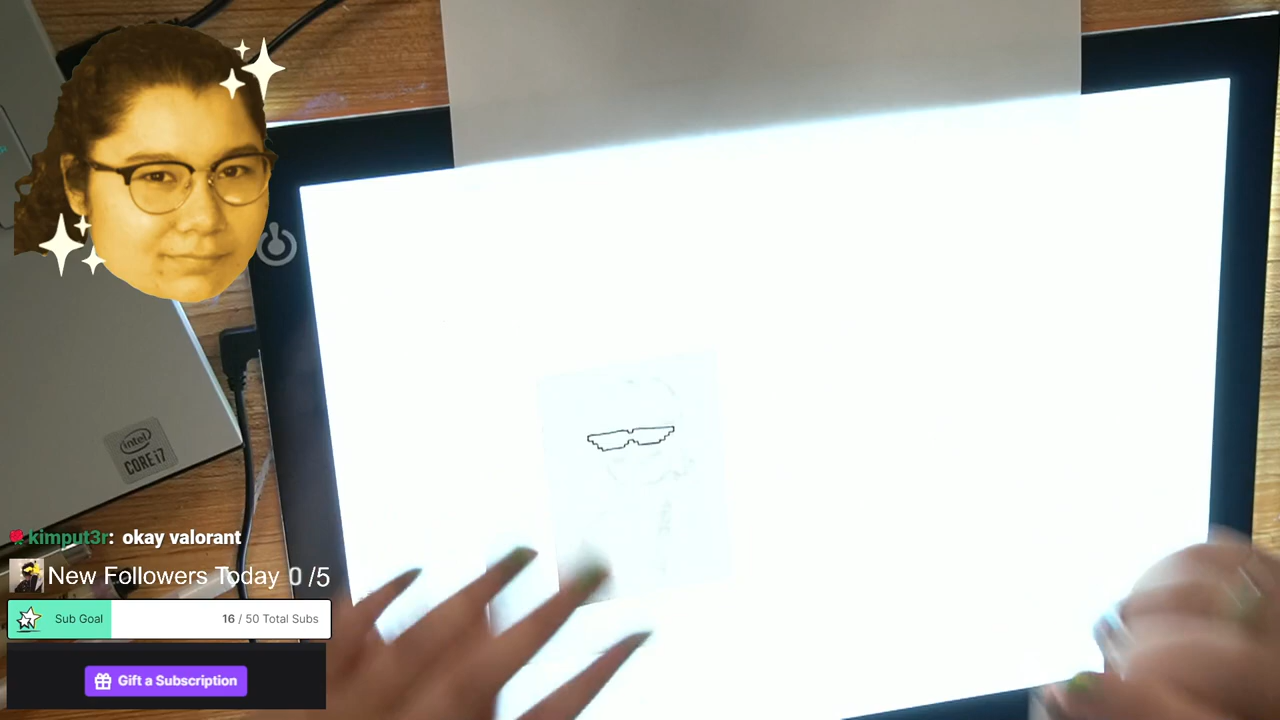 intel
CORE i7
kimput3r: okay valorant
New Followers Today 0 /5
Sub Goal 16 / 50 Total Subs
Gift a Subscription